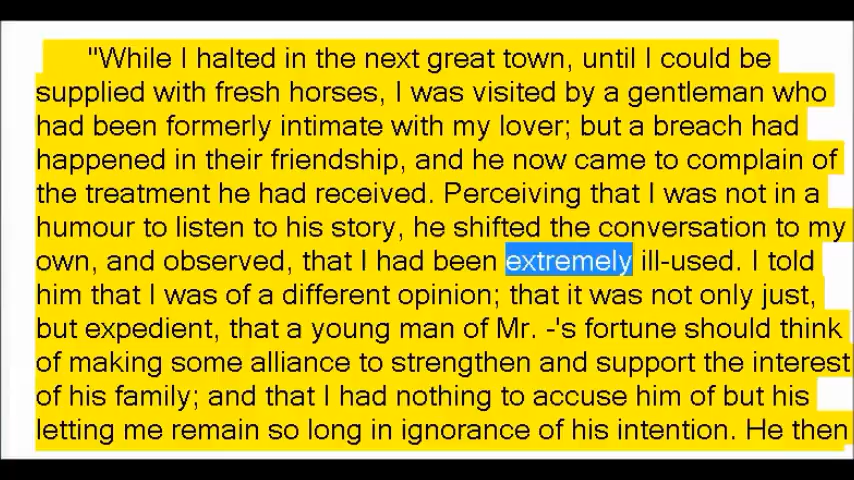 "While I halted in the next great town, until I could be
supplied with fresh horses, I was visited by a gentleman who
had been formerly intimate with my lover; but a breach had
happened in their friendship, and he now came to complain of
the treatment he had received. Perceiving that I was not in a
humour to listen to his story, he shifted the conversation to my
own, and observed, that I had been extremely ill-used. I told
him that I was of a different opinion; that it was not only just,
but expedient, that a young man of Mr. -'s fortune should think
of making some alliance to strengthen and support the interest
of his family; and that I had nothing to accuse him of but his
letting me remain so long in ignorance of his intention. He then